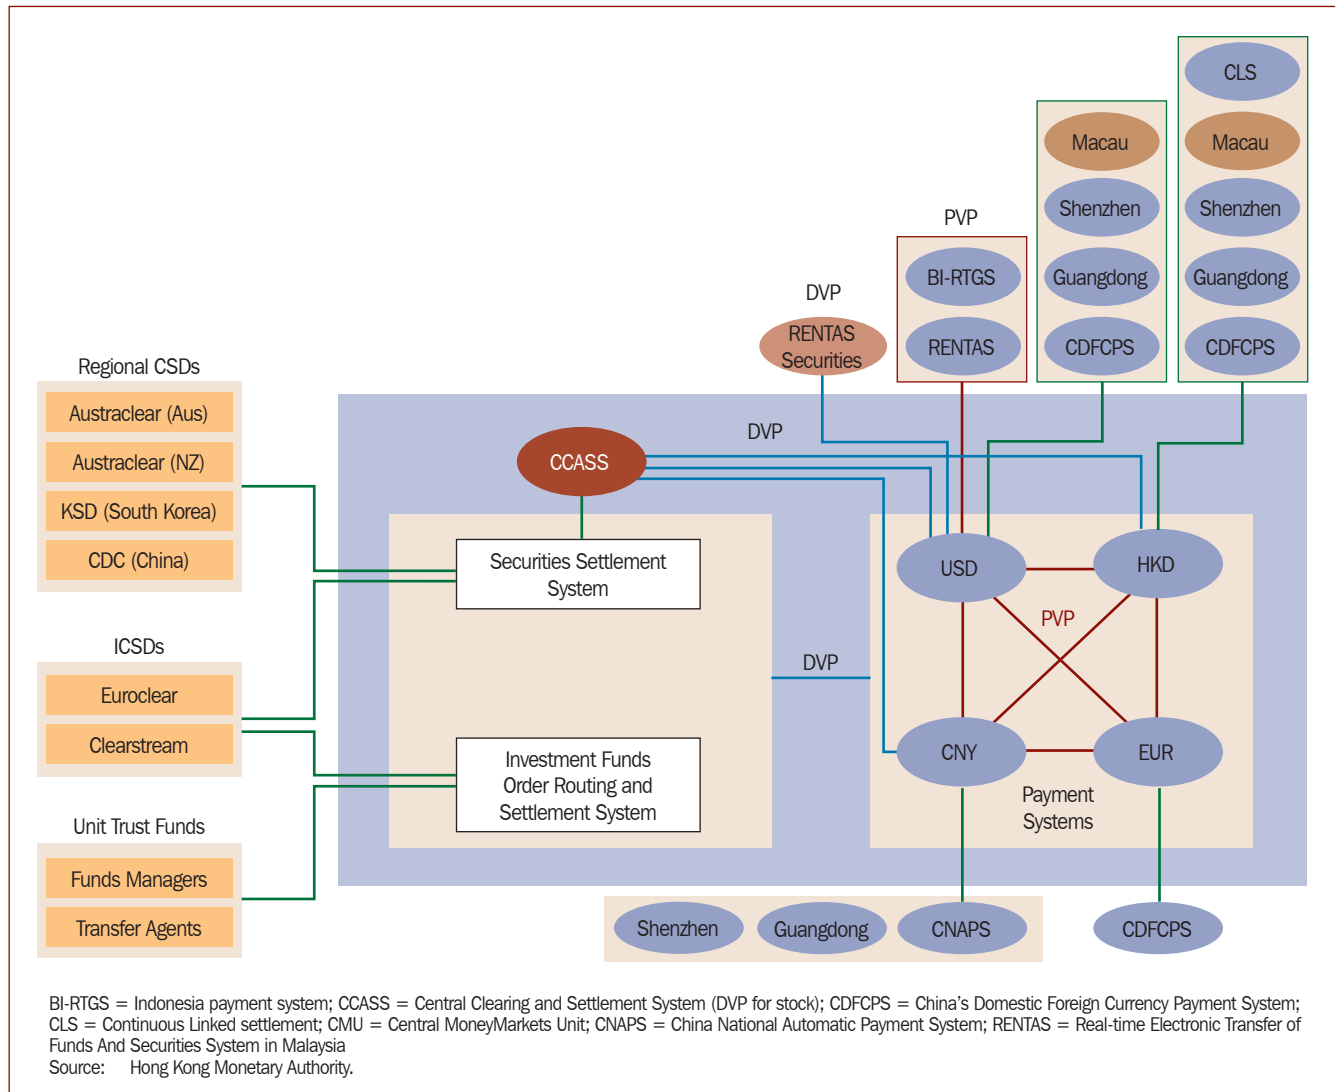 CLS
Macau
Macau
Shenzhen
Shenzhen
PVP
BI-RTGS
Guangdong
Guangdong
DVP
RENTAS
Securities
RENTAS
CDFCPS
CDFCPS
Regional CSDs
Austraclear (Aus)
Austraclear (NZ)
KSD (South Korea)
CDC (China)
DVP
CCASS
Securities Settlement
System
USD
HKD
PVP
ICSDs
Euroclear
Clearstream
DVP
Investment Funds
Order Routing and
Settlement System
CNY
EUR
Payment
Systems
Unit Trust Funds
Funds Managers
Transfer Agents
Shenzhen
Guangdong
CNAPS
CDFCPS
BI-RTGS = Indonesia payment system; CCASS = Central Clearing and Settlement System (DVP for stock); CDFCPS = China's Domestic Foreign Currency Payment System;
CLS = Continuous Linked settlement; CMU = Central MoneyMarkets Unit; CNAPS = China National Automatic Payment System; RENTAS = Real-time Electronic Transfer of
Funds And Securities System in Malaysia
Source: Hong Kong Monetary Authority.